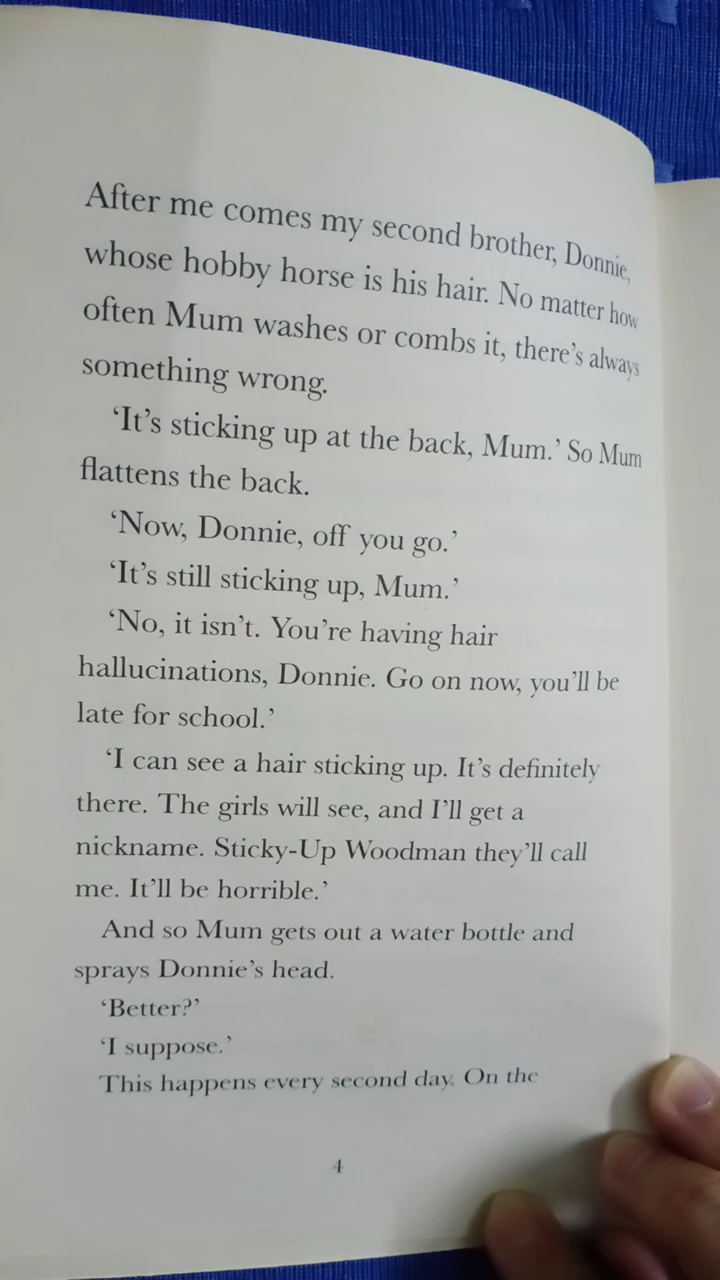 After me comes my second brother, Donnie,
whose hobby horse is his hair. No matter how
often Mum washes or combs it, there’s always
something wrong.
‘It’s sticking up at the back, Mum.’ So Mum
flattens the back.
‘Now, Donnie, off you go.’
‘It’s still sticking up, Mum.’
‘No, it isn’t. You’re having hair
hallucinations, Donnie. Go on now, you’ll be
late for school.’
‘I can see a hair sticking up. It’s definitely
there. The girls will see, and I’ll get a
nickname. Sticky-Up Woodman they’ll call
me. It’ll be horrible.’
And so Mum gets out a water bottle and
sprays Donnie’s head.
‘Better?’
‘I suppose.’
This happens every second day. On the
4